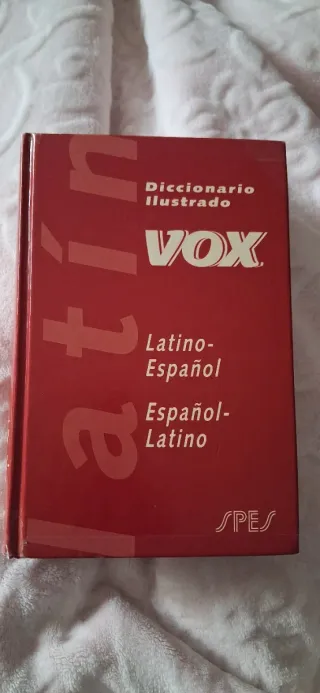 latín
Diccionario
Ilustrado
VOX
Latino-
Español
Español-
Latino
SPES